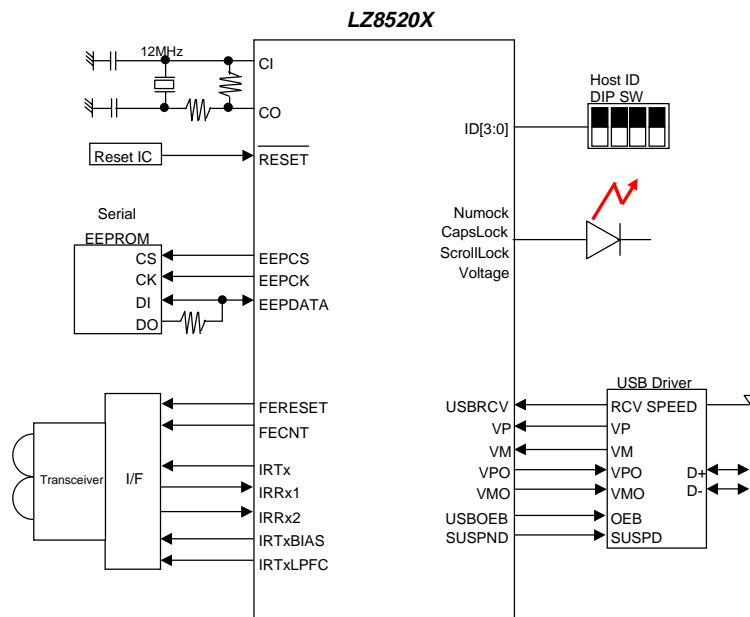 LZ8520X
12MHz
CI
CO
Reset IC
RESET
Host ID
DIP SW
ID[3:0]
Serial
EEPROM
CS
CK
DI
DO
EEPCS
EEPCK
EEPDATA
Numock
CapsLock
ScrollLock
Voltage
Transceiver
I/F
FERESET
FECNT
IRTx
IRRx1
IRRx2
IRTxBIAS
IRTxLPFC
USB Driver
USBRCV
RCV SPEED
VP
VP
VM
VM
VPO
VPO
D+
VMO
VMO
D-
USBOEB
OEB
SUSPND
SUSPD